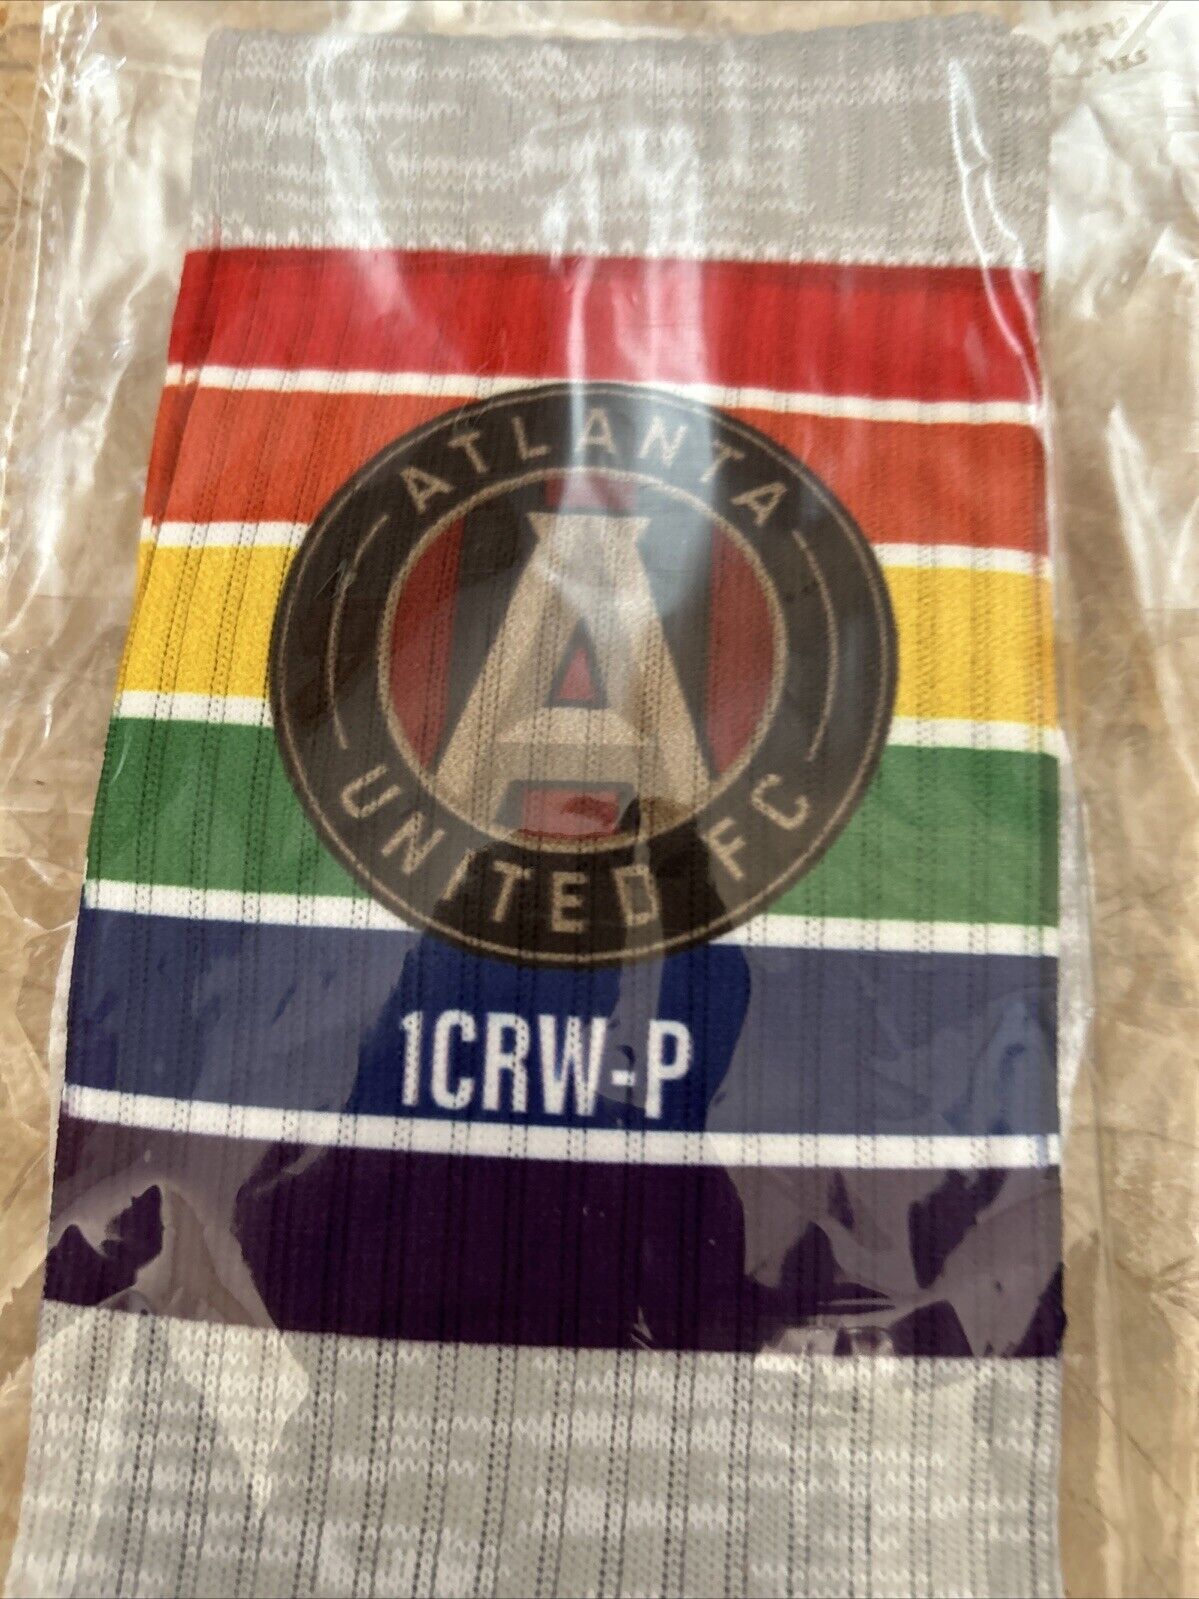 ATLANTA
UNITED FC
1CRW-P